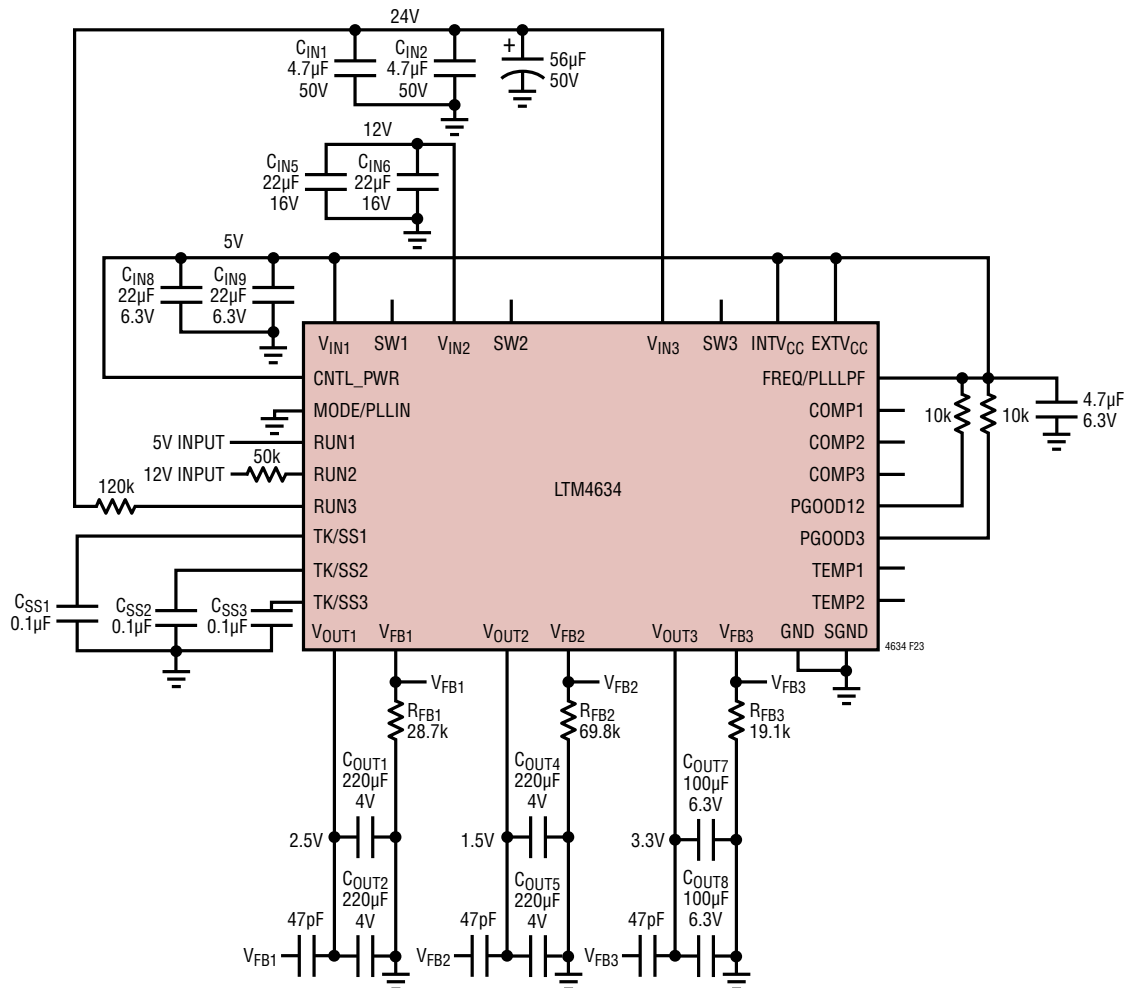 24V
CIN1
4.7µF
50V
CIN2
4.7µF
50V
+
56µF
50V
12V
CIN5
22µF
16V
CIN6
22µF
16V
5V
CIN8
22µF
6.3V
CIN9
22µF
6.3V
VIN1
SW1
VIN2
SW2
VIN3
SW3
INTVCC
EXTVCC
CNTL_PWR
MODE/PLLIN
5V INPUT
RUN1
12V INPUT
50k
RUN2
120k
RUN3
TK/SS1
TK/SS2
TK/SS3
CSS1
0.1µF
CSS2
0.1µF
CSS3
0.1µF
LTM4634
FREQ/PLLLPF
COMP1
COMP2
COMP3
PGOOD12
PGOOD3
TEMP1
TEMP2
10k
10k
4.7µF
6.3V
VOUT1
VFB1
VOUT2
VFB2
VOUT3
VFB3
GND
SGND
4634 F23
VFB1
RFB1
28.7k
VFB2
RFB2
69.8k
VFB3
RFB3
19.1k
COUT1
220µF
4V
2.5V
COUT4
220µF
4V
1.5V
COUT7
100µF
6.3V
3.3V
COUT2
220µF
4V
47pF
VFB1
COUT5
220µF
4V
47pF
VFB2
COUT8
100µF
6.3V
47pF
VFB3